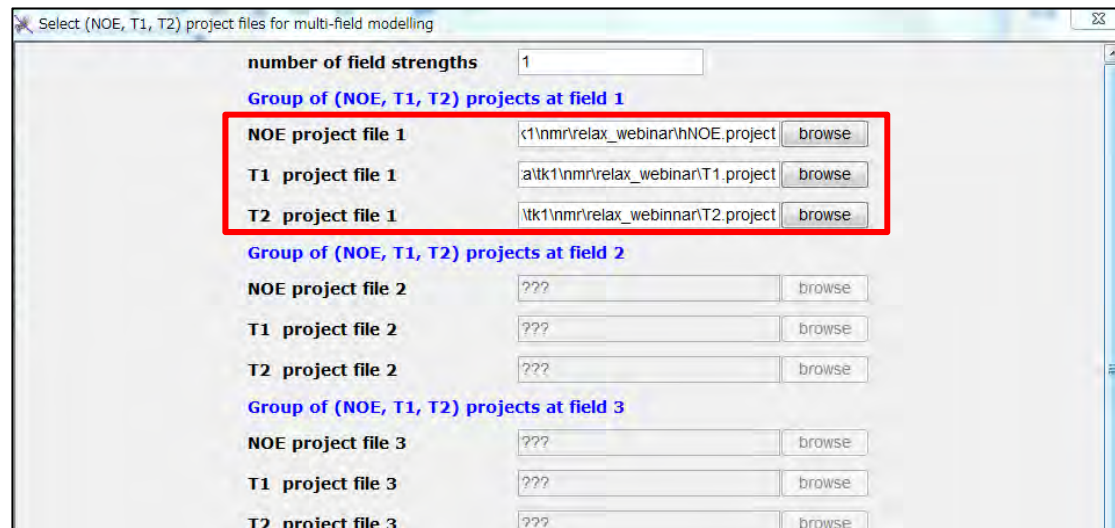 Select (NOE, T1, T2) project files for multi-field modelling
number of field strengths 1
Group of (NOE, T1, T2) projects at field 1
NOE project file 1 k1\nmr\relax_webinar\hNOE.project browse
T1 project file 1 :a\tk1\nmr\relax_webinar\T1.project browse
T2 project file 1 \tk1\nmr\relax_webinnar\T2.project browse
Group of (NOE, T1, T2) projects at field 2
NOE project file 2 ??? browse
T1 project file 2 ??? browse
T2 project file 2 ??? browse
Group of (NOE, T1, T2) projects at field 3
NOE project file 3 ??? browse
T1 project file 3 ??? browse
T2 project file 3 ??? browse